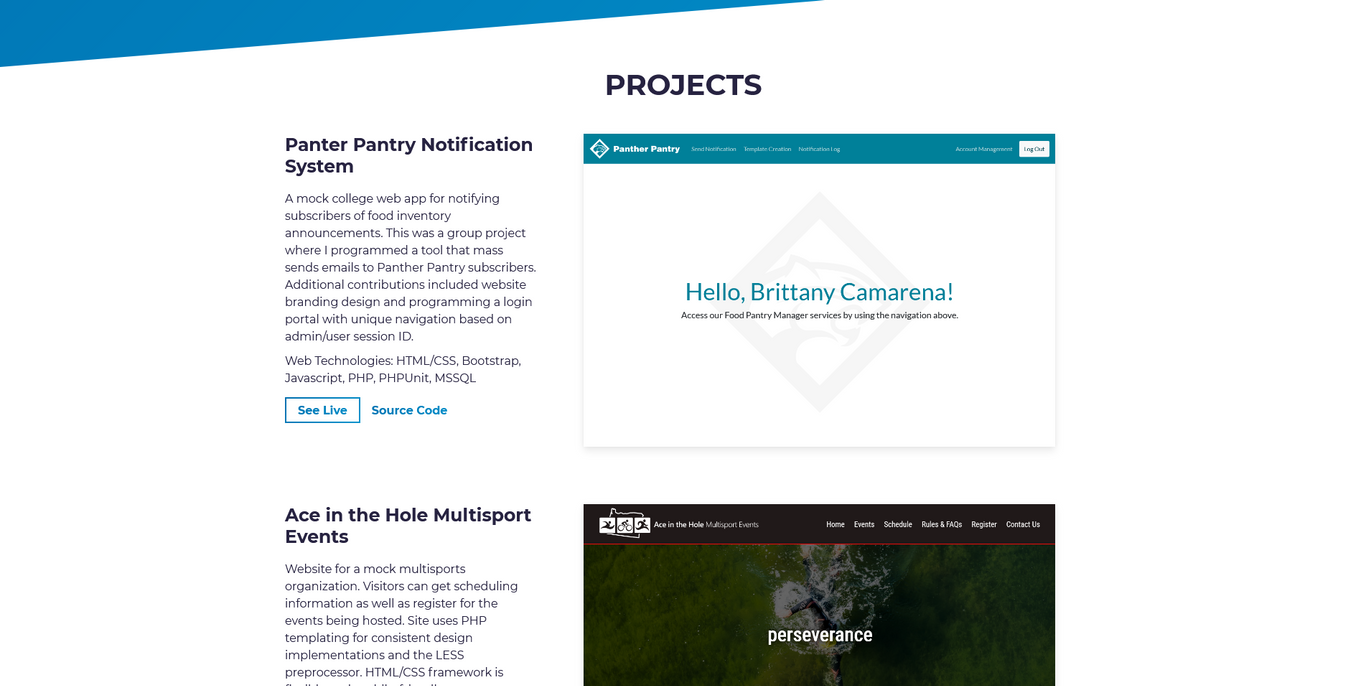 PROJECTS
Panter Pantry Notification
System
A mock college web app for notifying
subscribers of food inventory
announcements. This was a group project
where I programmed a tool that mass
sends emails to Panther Pantry subscribers.
Additional contributions included website
branding design and programming a login
portal with unique navigation based on
admin/user session ID.
Web Technologies: HTML/CSS, Bootstrap,
Javascript, PHP, PHPUnit, MSSQL
See Live Source Code
Panther Pantry Send Notification Template Creation Notification Log Account Management Log Out
Hello, Brittany Camarena!
Access our Food Pantry Manager services by using the navigation above.
Ace in the Hole Multisport
Events
Website for a mock multisports
organization. Visitors can get scheduling
information as well as register for the
events being hosted. Site uses PHP
templating for consistent design
implementations and the LESS
preprocessor. HTML/CSS framework is
Ace in the Hole Multisport Events Home Events Schedule Rules & FAQs Register Contact Us
perseverance